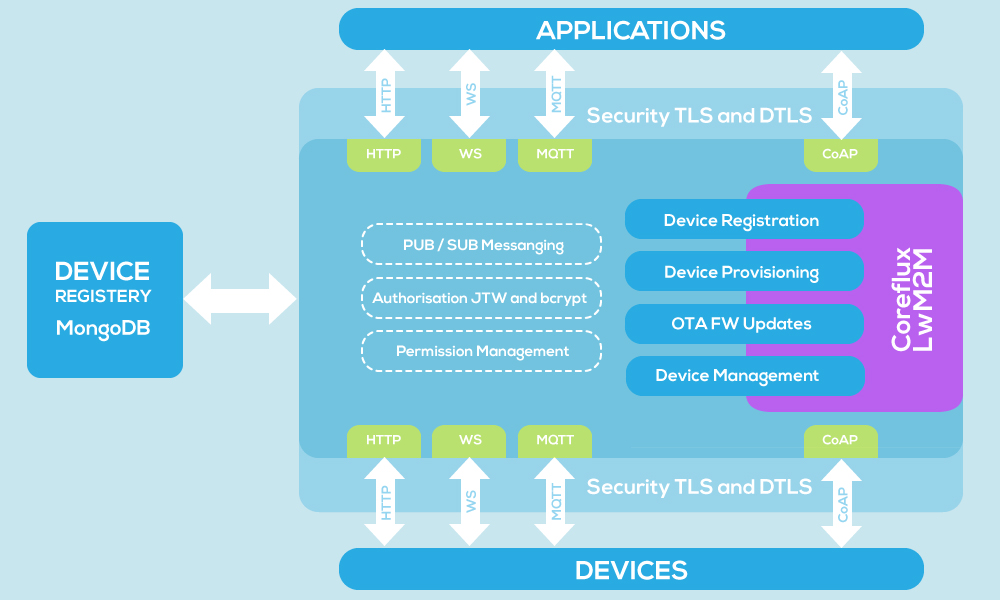 APPLICATIONS
HTTP
WS
MQTT
CoAP
Security TLS and DTLS
HTTP
WS
MQTT
CoAP
DEVICE
REGISTERY
MongoDB
PUB / SUB Messanging
Authorisation JTW and bcrypt
Permission Management
Device Registration
Device Provisioning
OTA FW Updates
Device Management
Coreflux
LwM2M
HTTP
WS
MQTT
CoAP
Security TLS and DTLS
HTTP
WS
MQTT
CoAP
DEVICES